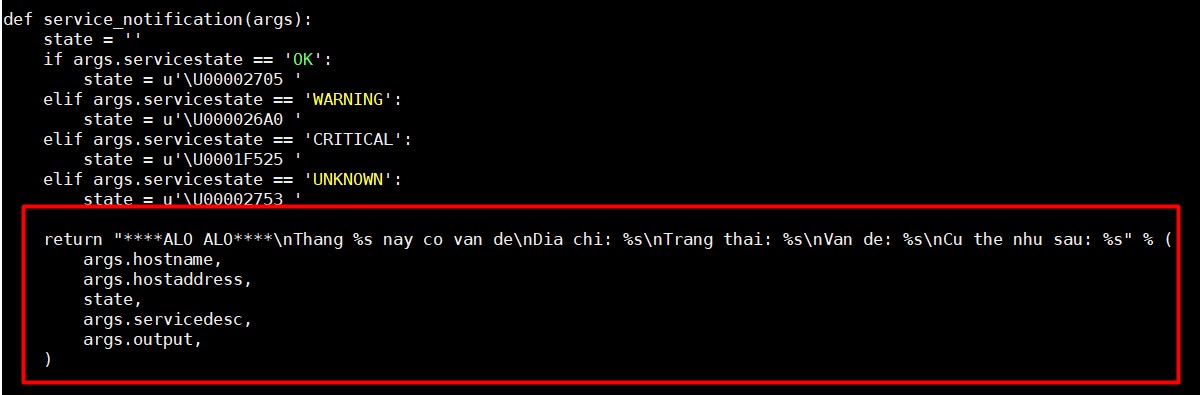 def service_notification(args):
    state = ''
    if args.servicestate == 'OK':
        state = u'\U00002705 '
    elif args.servicestate == 'WARNING':
        state = u'\U000026A0 '
    elif args.servicestate == 'CRITICAL':
        state = u'\U0001F525 '
    elif args.servicestate == 'UNKNOWN':
        state = u'\U00002753 '
    return "****ALO ALO****\nThang %s nay co van de\nDia chi: %s\nTrang thai: %s\nVan de: %s\nCu the nhu sau: %s" % (
        args.hostname,
        args.hostaddress,
        state,
        args.servicedesc,
        args.output,
    )